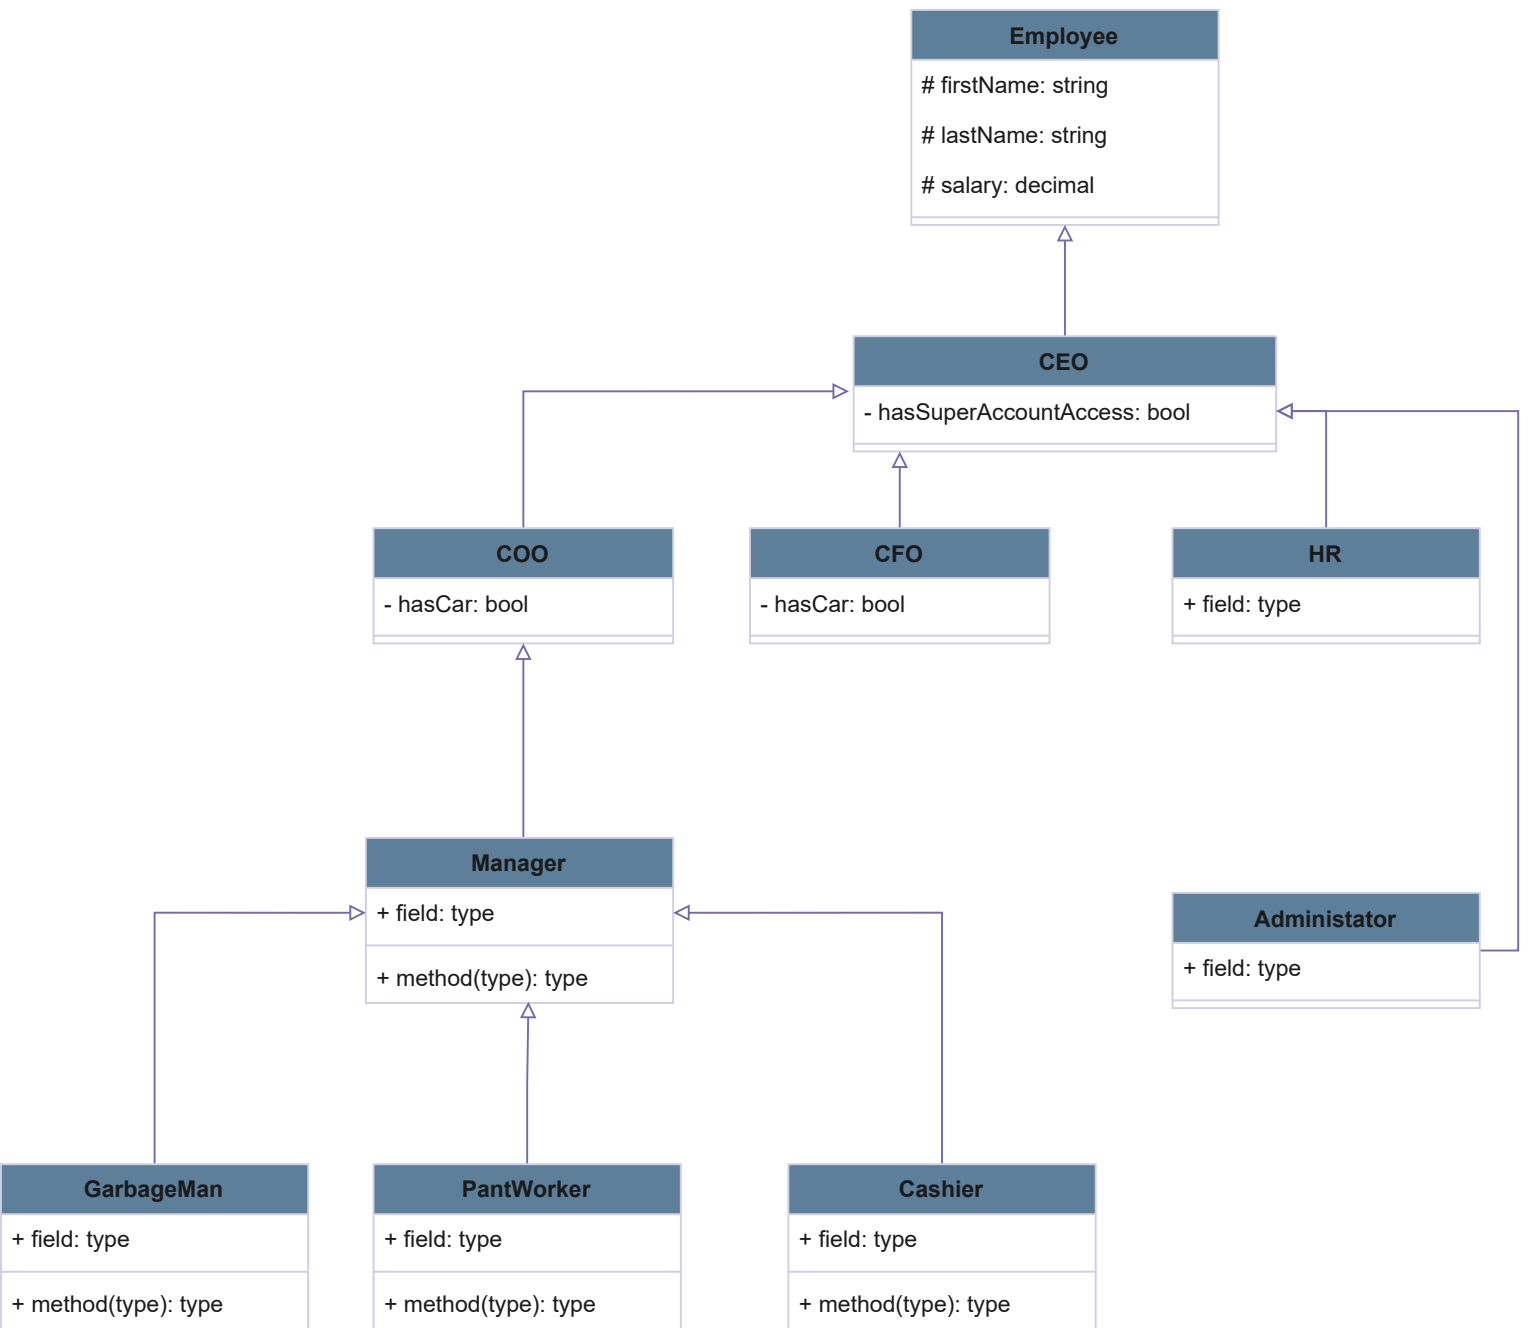 Employee
# firstName: string
# lastName: string
# salary: decimal
CEO
- hasSuperAccountAccess: bool
COO
- hasCar: bool
CFO
- hasCar: bool
HR
+ field: type
Manager
+ field: type
+ method(type): type
Administator
+ field: type
GarbageMan
+ field: type
+ method(type): type
PantWorker
+ field: type
+ method(type): type
Cashier
+ field: type
+ method(type): type